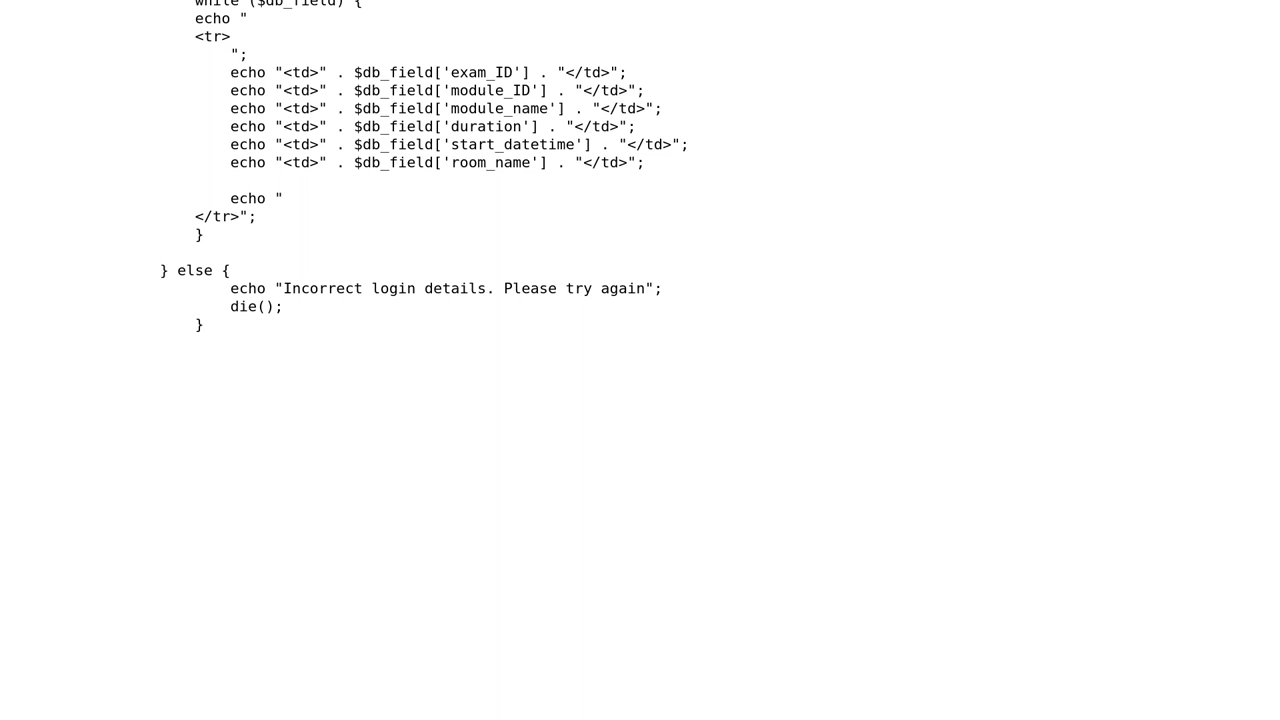 while ($db_field) {
echo "
<tr>
";
echo "<td>" . $db_field['exam_ID'] . "</td>";
echo "<td>" . $db_field['module_ID'] . "</td>";
echo "<td>" . $db_field['module_name'] . "</td>";
echo "<td>" . $db_field['duration'] . "</td>";
echo "<td>" . $db_field['start_datetime'] . "</td>";
echo "<td>" . $db_field['room_name'] . "</td>";
echo "
</tr>";
}
} else {
echo "Incorrect login details. Please try again";
die();
}